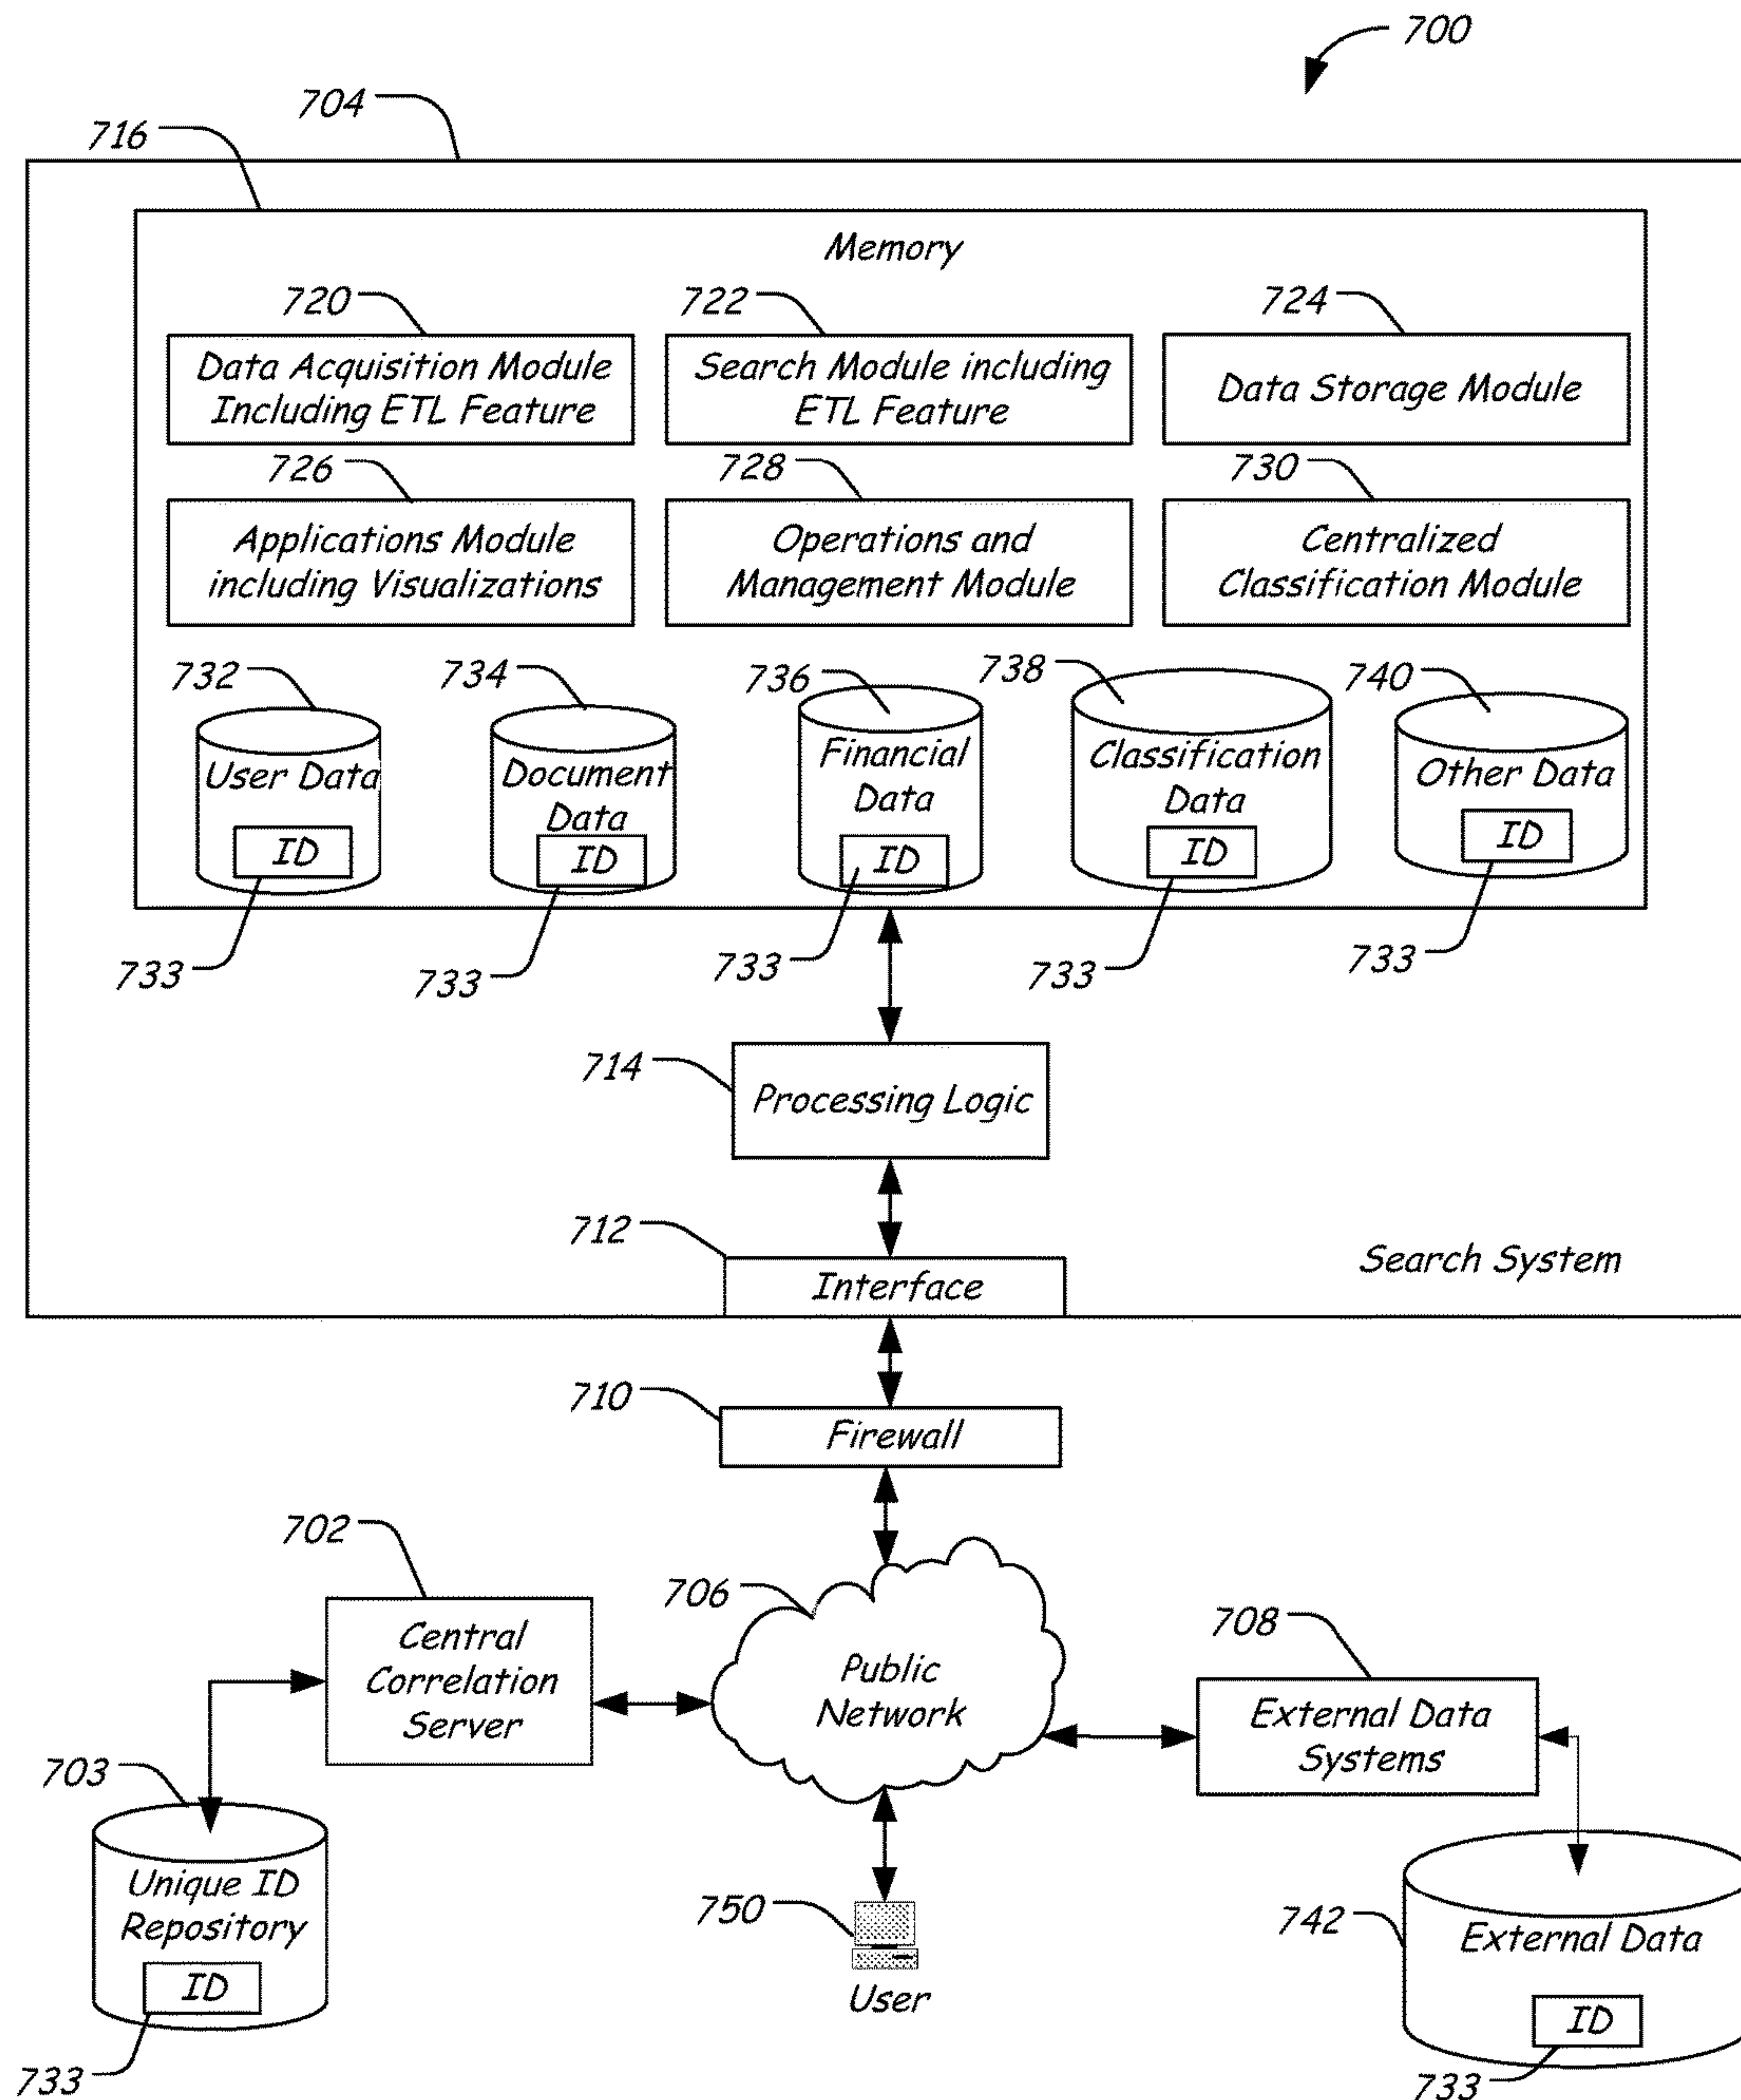 700
704
716
Memory
720
722
724
Data Acquisition Module
Including ETL Feature
Search Module including
ETL Feature
Data Storage Module
726
728
730
Applications Module
including Visualizations
Operations and
Management Module
Centralized
Classification Module
732
734
736
738
740
User Data
ID
Document
Data
ID
Financial
Data
ID
Classification
Data
ID
Other Data
ID
733
733
733
733
733
714
Processing Logic
712
Interface
Search System
710
Firewall
702
Central
Correlation
Server
706
Public
Network
708
External Data
Systems
703
Unique ID
Repository
ID
733
750
User
742
External Data
ID
733